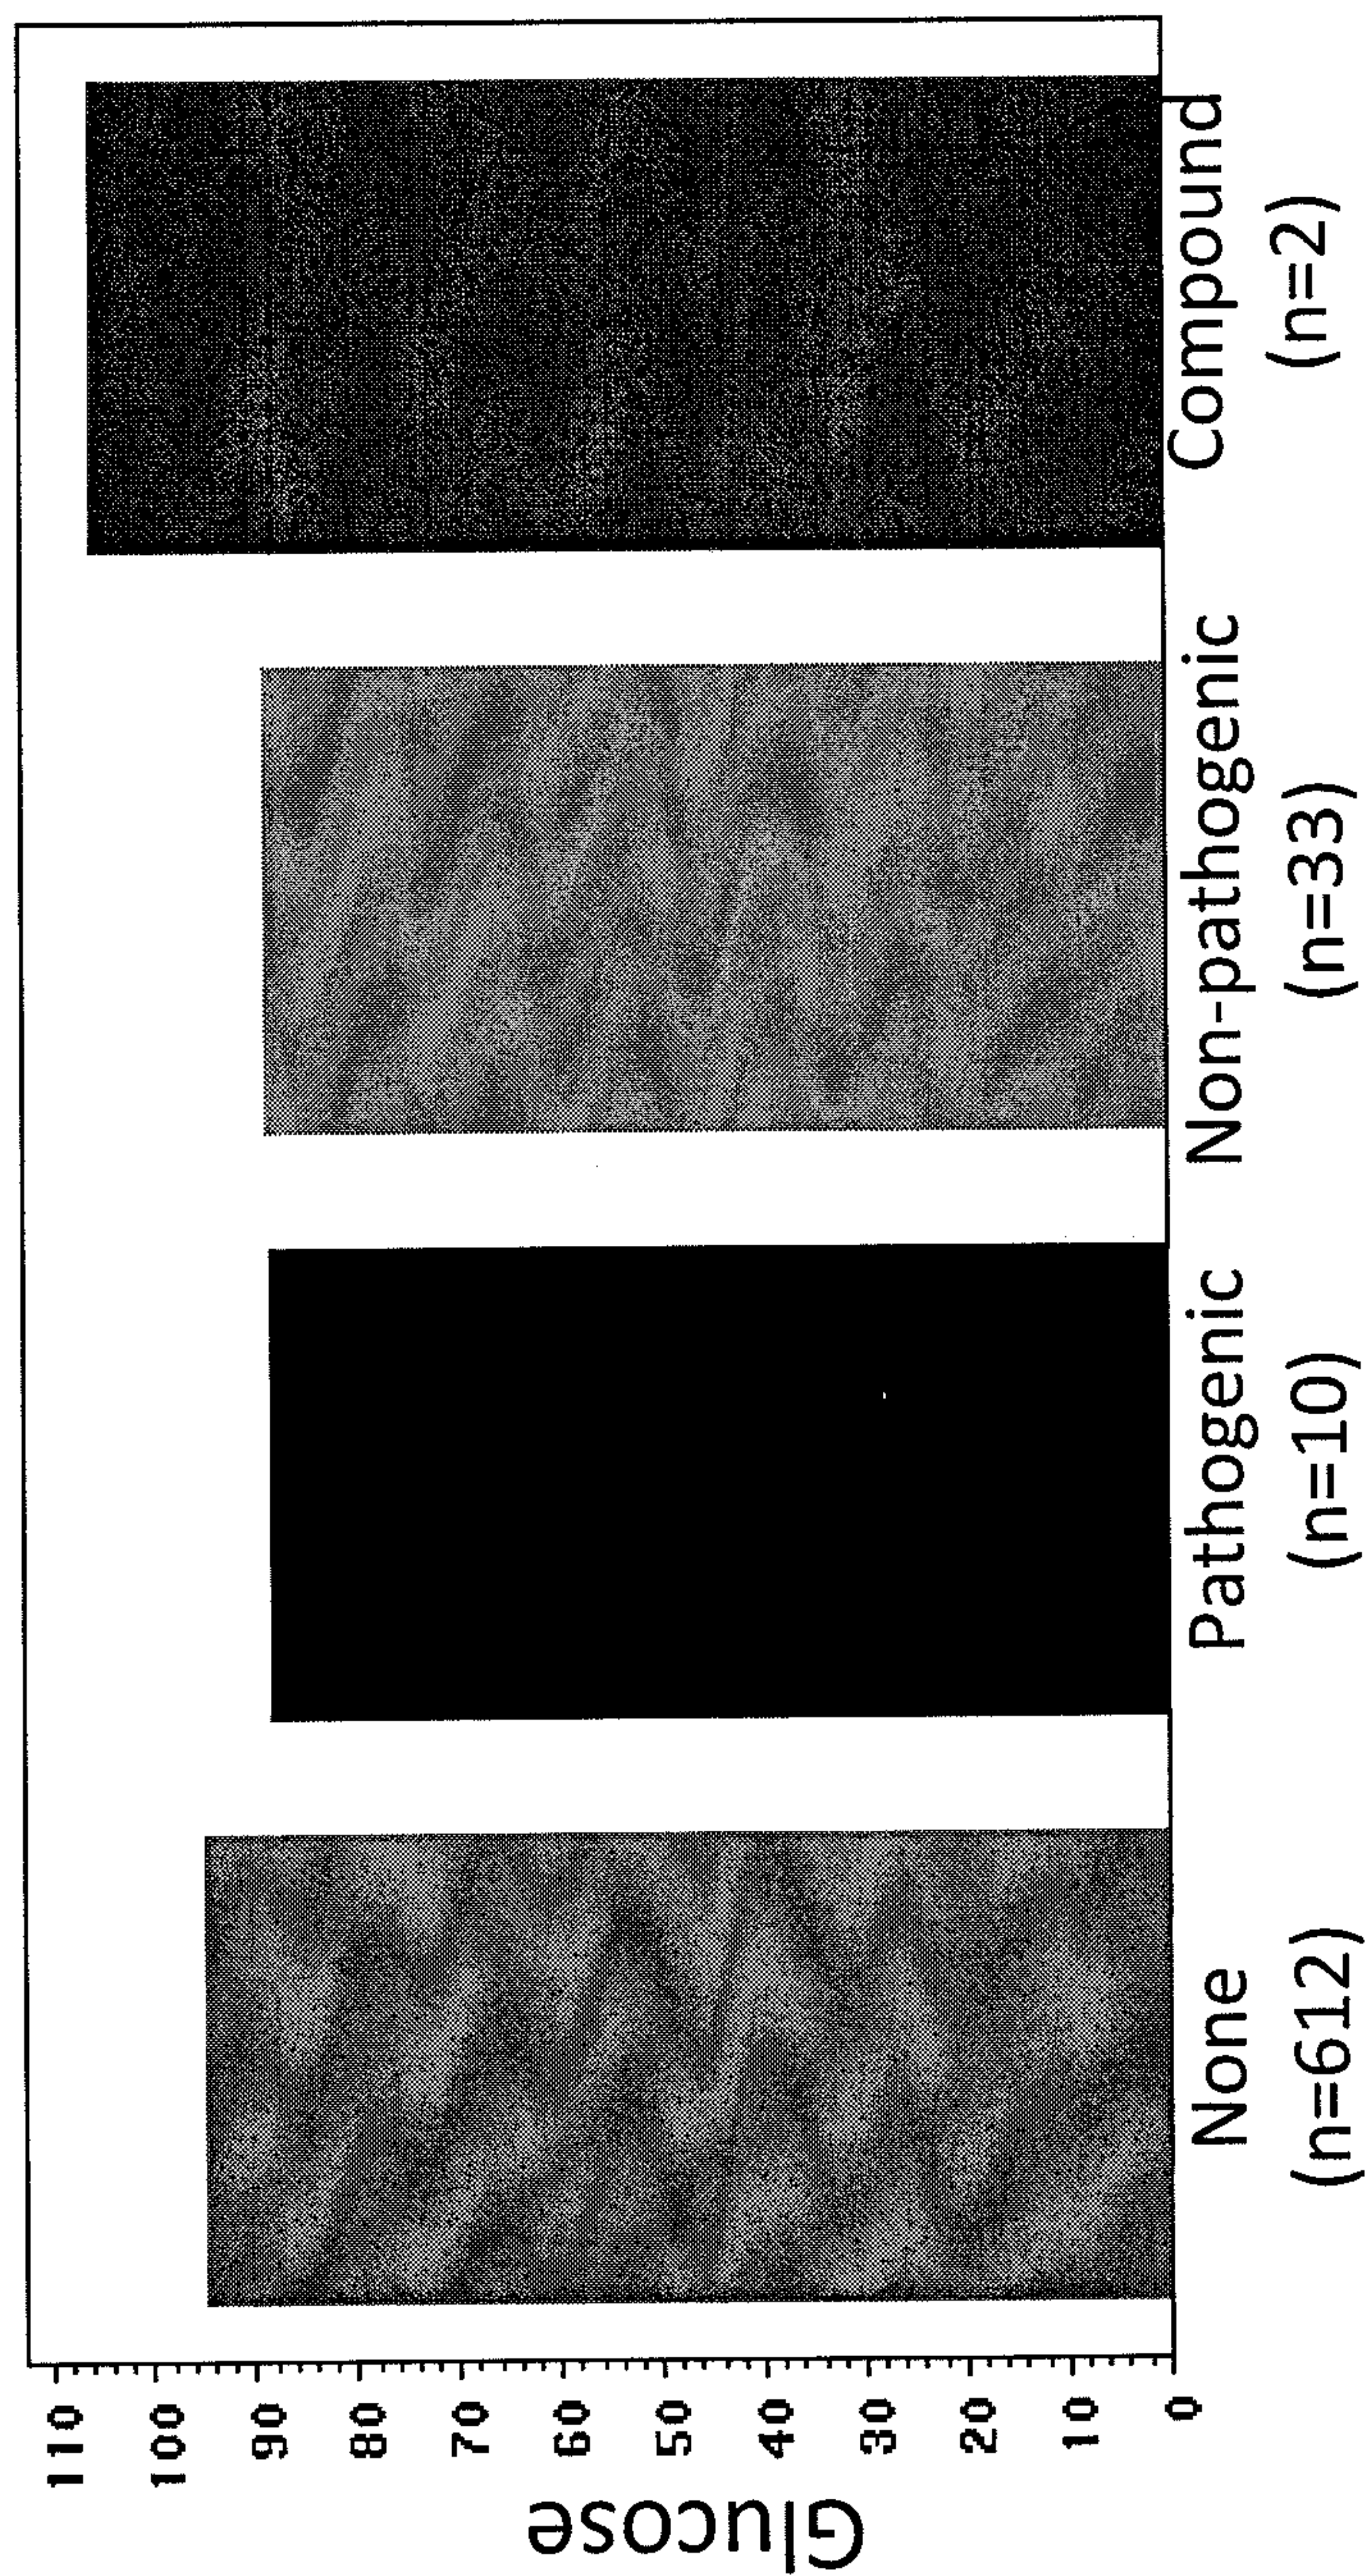 Glucose
110
100
90
80
70
60
50
40
30
20
10
0
None
(n=612)
Pathogenic
(n=10)
Non-pathogenic
(n=33)
Compound
(n=2)